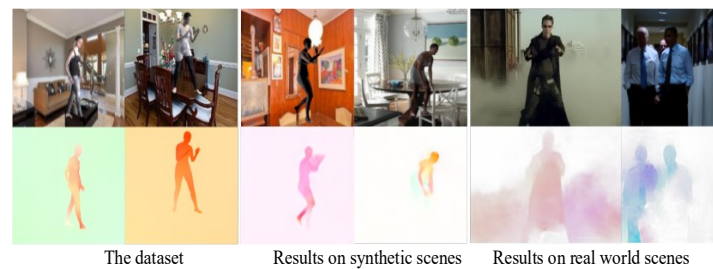 The dataset
Results on synthetic scenes
Results on real world scenes